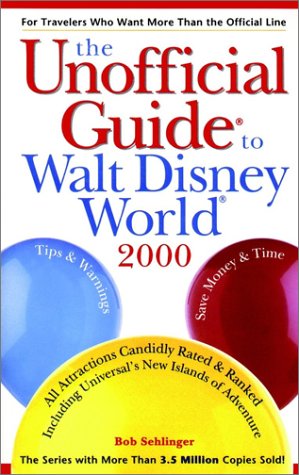 For Travelers Who Want More Than the Official Line
the
Unofficial
Guide® to
Walt Disney
World®
2000
Tips & Warnings
Save Money & Time
All Attractions Candidly Rated & Ranked
Including Universal's New Islands of Adventure
Bob Sehlinger
The Series with More Than 3.5 Million Copies Sold!